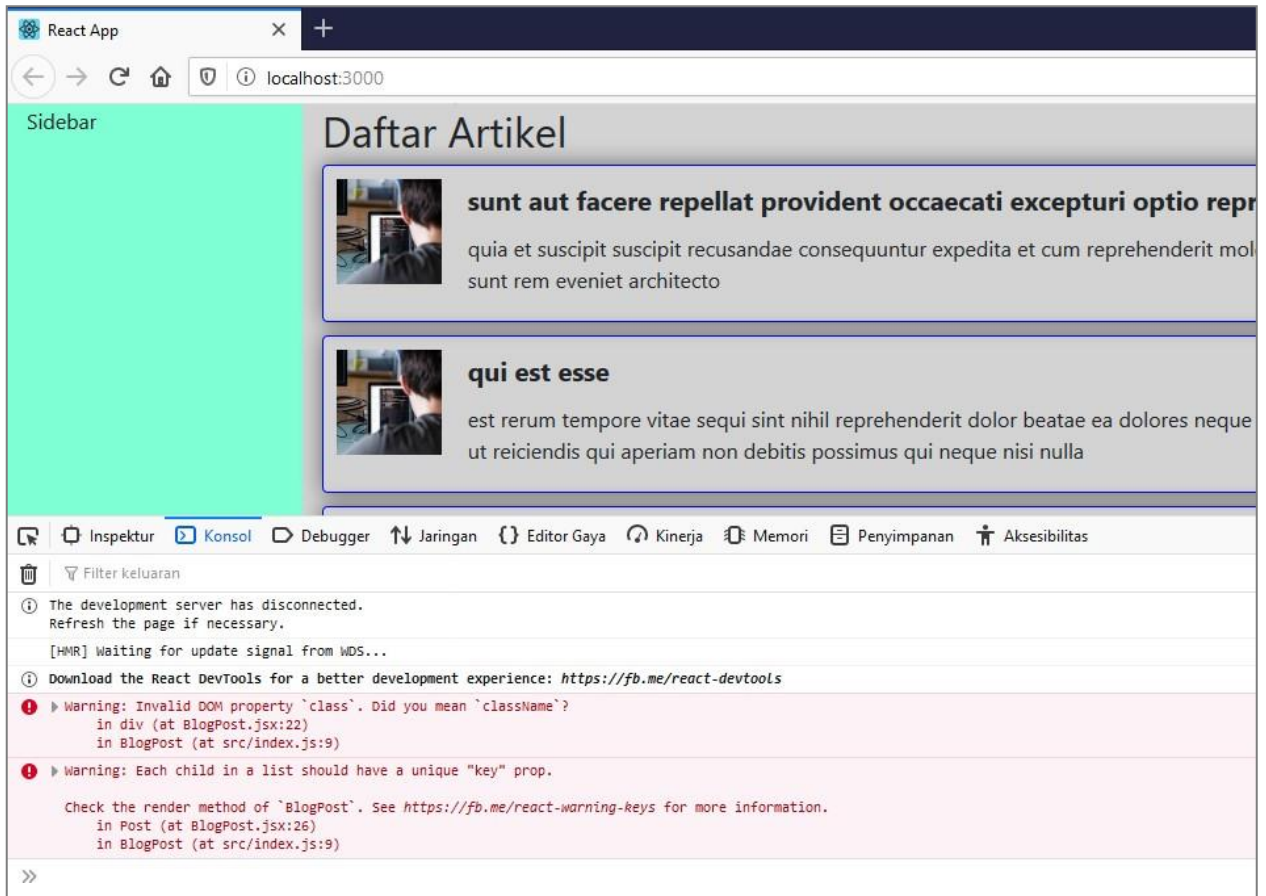 React App
localhost:3000
Sidebar
Daftar Artikel
sunt aut facere repellat provident occaecati excepturi optio repr
quia et suscipit suscipit recusandae consequuntur expedita et cum reprehenderit mol
sunt rem eveniet architecto
qui est esse
est rerum tempore vitae sequi sint nihil reprehenderit dolor beatae ea dolores neque
ut reiciendis qui aperiam non debitis possimus qui neque nisi nulla
Inspektur Konsol Debugger Jaringan Editor Gaya Kinerja Memori Penyimpanan Aksesibilitas
Filter keluaran
The development server has disconnected.
Refresh the page if necessary.
[HMR] Waiting for update signal from WDS...
Download the React DevTools for a better development experience: https://fb.me/react-devtools
Warning: Invalid DOM property `class`. Did you mean `className`?
in div (at BlogPost.jsx:22)
in BlogPost (at src/index.js:9)
Warning: Each child in a list should have a unique "key" prop.
Check the render method of `BlogPost`. See https://fb.me/react-warning-keys for more information.
in Post (at BlogPost.jsx:26)
in BlogPost (at src/index.js:9)